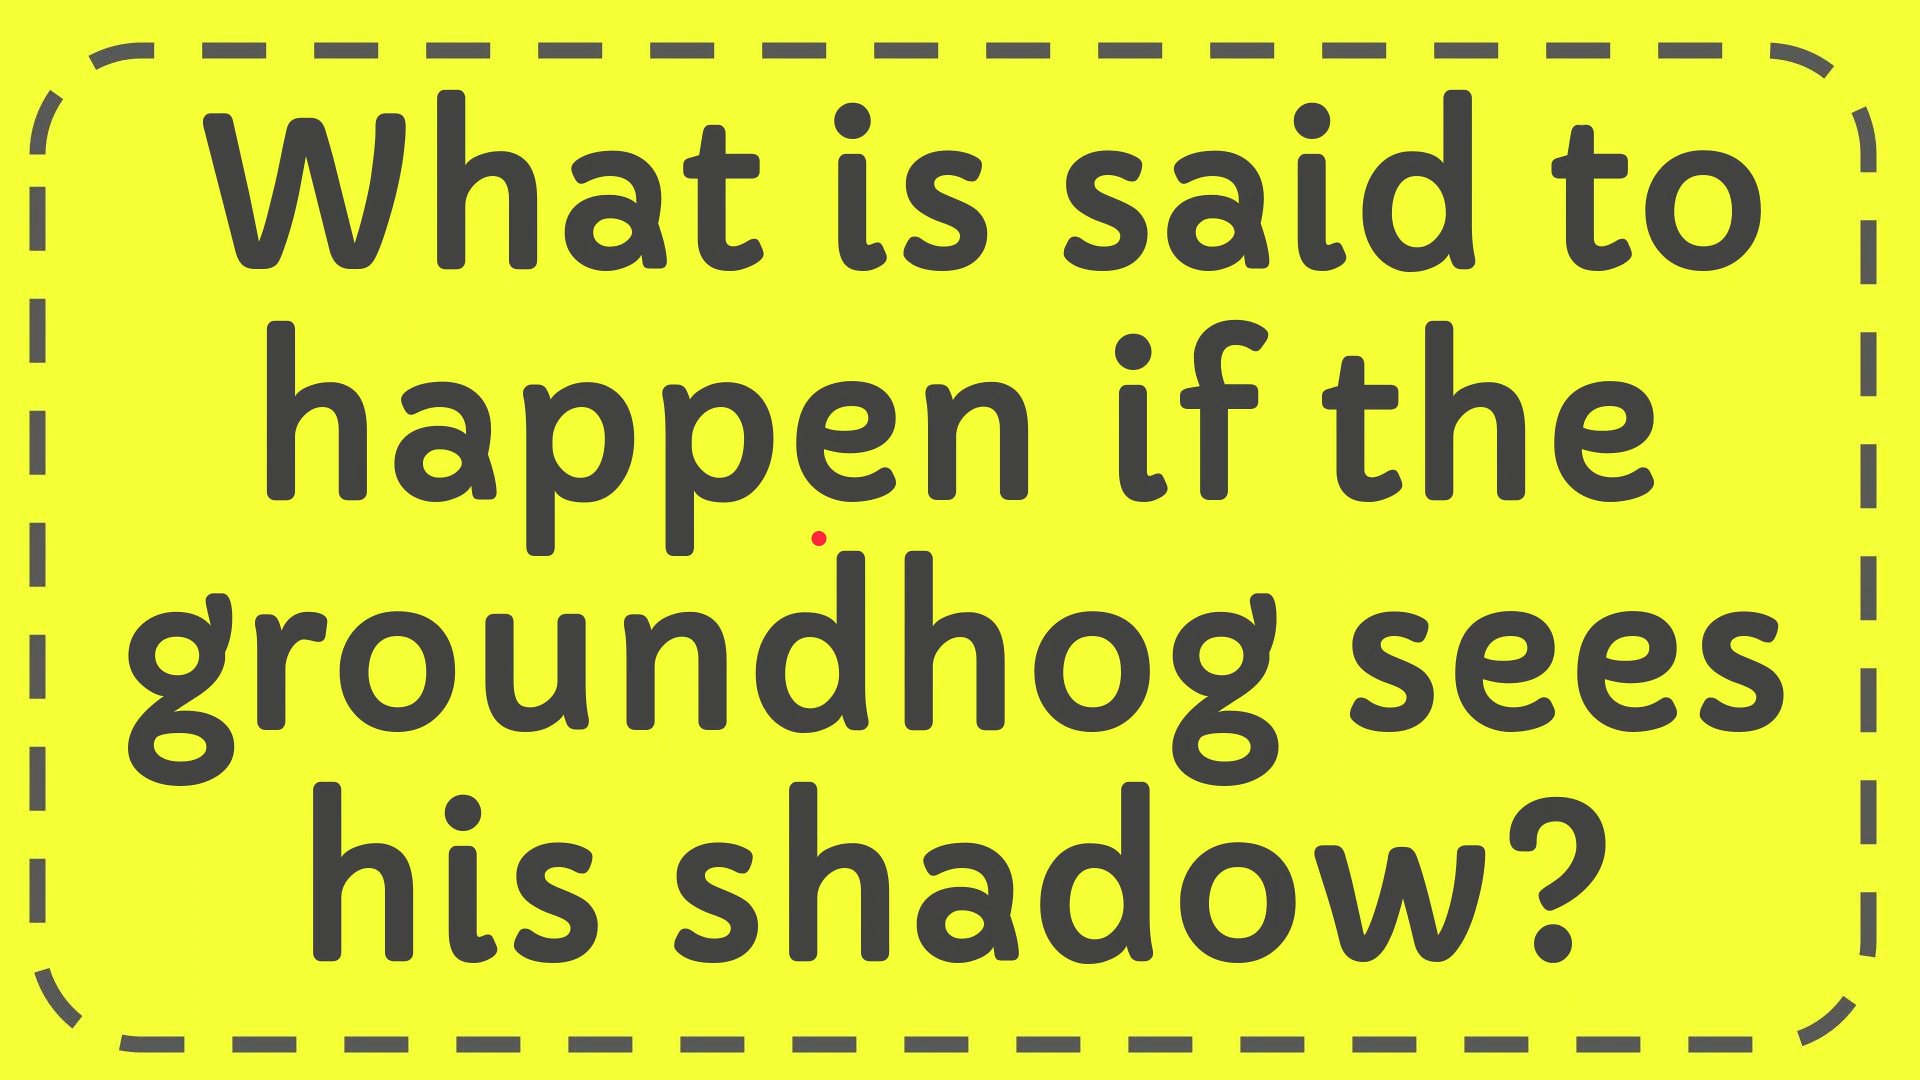 What is said to
happen if the
groundhog sees
his shadow?